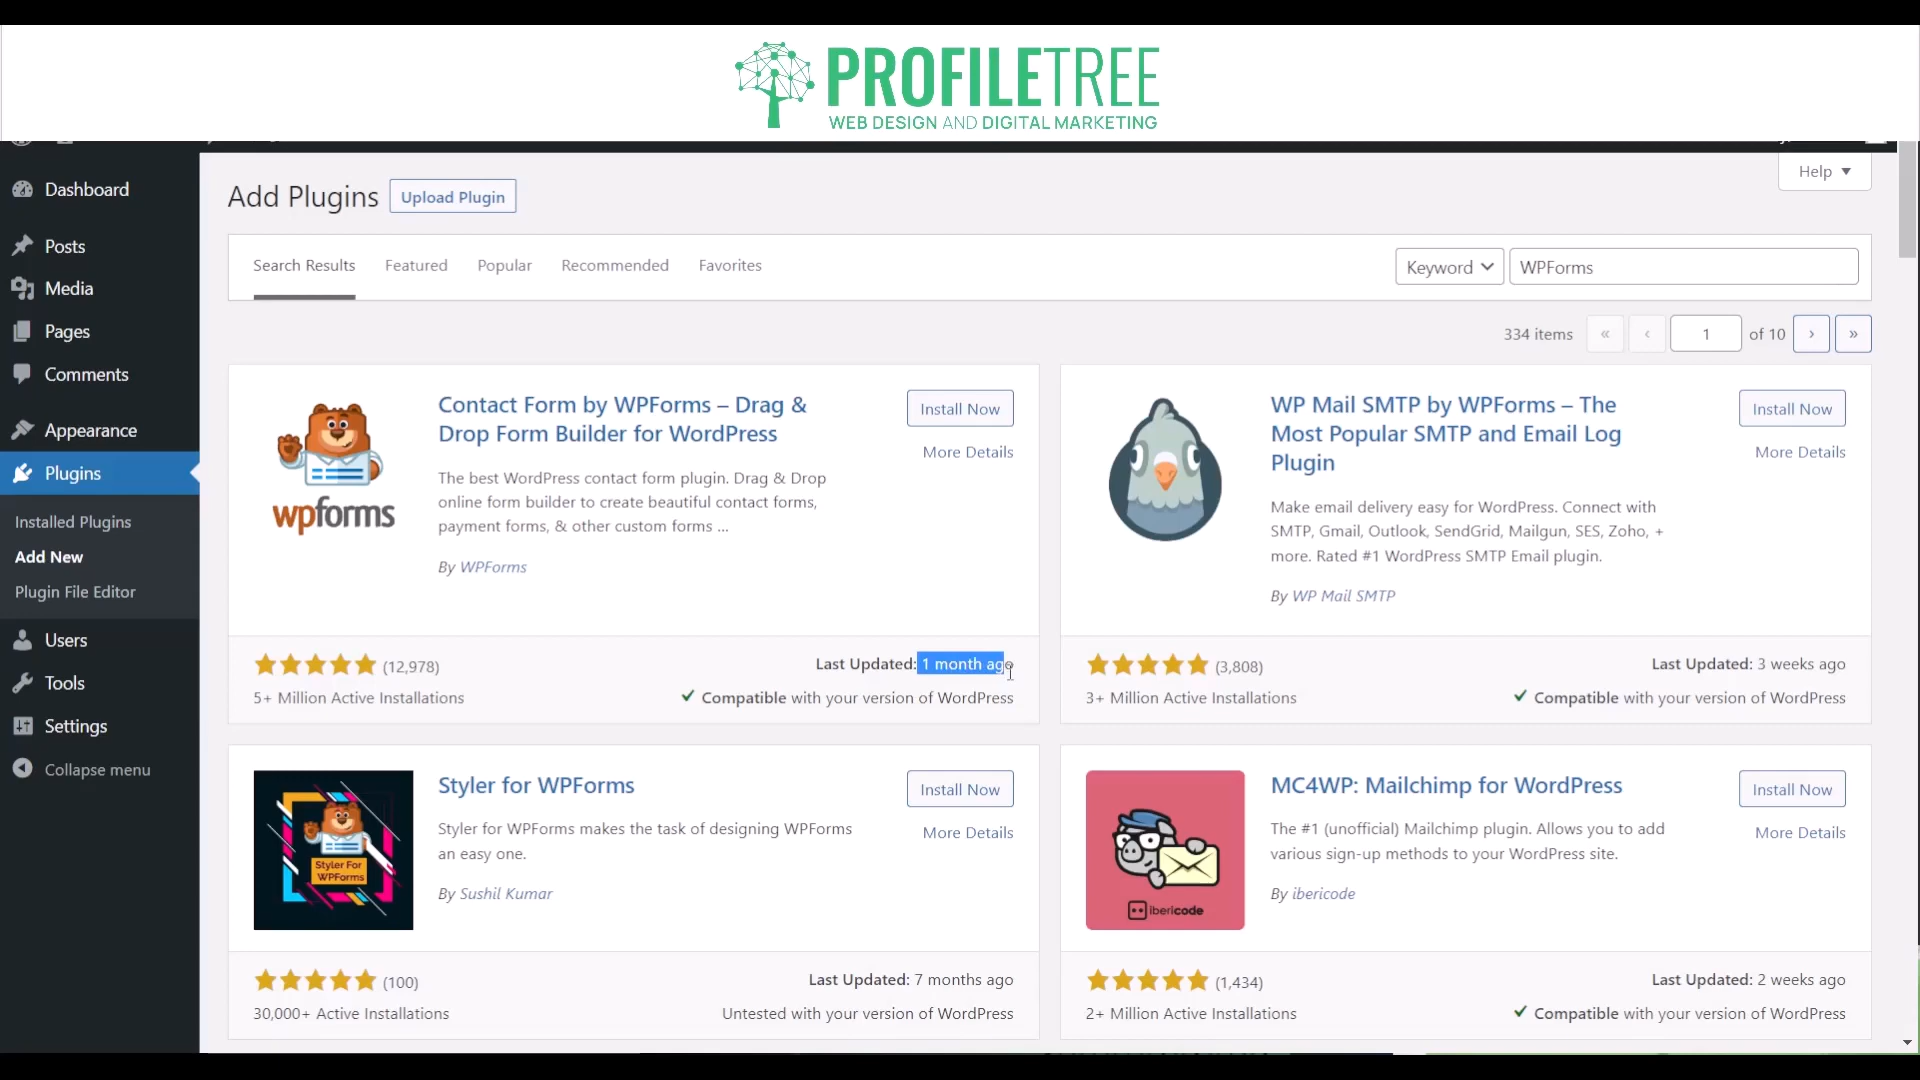 PROFILETREE
WEB DESIGN AND DIGITAL MARKETING
Dashboard
Posts
Media
Pages
Comments
Appearance
Plugins
Installed Plugins
Add New
Plugin File Editor
Users
Tools
Settings
Collapse menu
Help
Add Plugins
Upload Plugin
Search Results
Featured
Popular
Recommended
Favorites
Keyword
WPForms
334 items
«
‹
1
of 10
›
»
wpforms
Contact Form by WPForms – Drag &
Drop Form Builder for WordPress
Install Now
More Details
The best WordPress contact form plugin. Drag & Drop
online form builder to create beautiful contact forms,
payment forms, & other custom forms ...
By WPForms
(12,978)
Last Updated: 1 month ago
5+ Million Active Installations
Compatible with your version of WordPress
WP Mail SMTP by WPForms – The
Most Popular SMTP and Email Log
Plugin
Install Now
More Details
Make email delivery easy for WordPress. Connect with
SMTP, Gmail, Outlook, SendGrid, Mailgun, SES, Zoho, +
more. Rated #1 WordPress SMTP Email plugin.
By WP Mail SMTP
(3,808)
Last Updated: 3 weeks ago
3+ Million Active Installations
Compatible with your version of WordPress
Styler For
WPForms
Styler for WPForms
Install Now
More Details
Styler for WPForms makes the task of designing WPForms
an easy one.
By Sushil Kumar
(100)
Last Updated: 7 months ago
30,000+ Active Installations
Untested with your version of WordPress
ibericode
MC4WP: Mailchimp for WordPress
Install Now
More Details
The #1 (unofficial) Mailchimp plugin. Allows you to add
various sign-up methods to your WordPress site.
By ibericode
(1,434)
Last Updated: 2 weeks ago
2+ Million Active Installations
Compatible with your version of WordPress